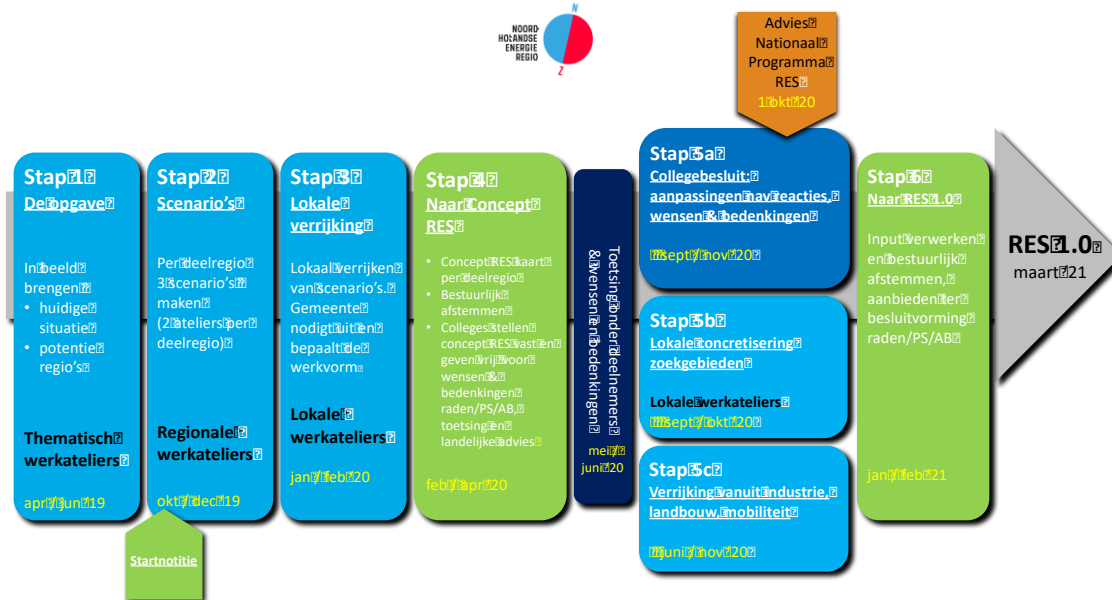 N
NOORD
HOLLANDSE
ENERGIE
REGIO
Z
Advies
Nationaal
Programma
RES
1 okt '20
Stap 1
De opgave
In beeld
brengen
• huidige
situatie
• potentie
regio's
Thematisch
werkateliers
apr / jun '19
Startnotitie
Stap 2
Scenario's
Per deelregio
3 scenario's
maken
(2 ateliers per
deelregio)
Regionale
werkateliers
okt / dec '19
Stap 3
Lokale
verrijking
Lokaal verrijken
van scenario's.
Gemeente
nodigt uit en
bepaalt de
werkvorm
Lokale
werkateliers
jan / feb '20
Stap 4
Naar Concept
RES
• Concept RES kaart
per deelregio
• Bestuurlijk
afstemmen
• Colleges stellen
concept RES vast en
geven vrij voor
wensen &
bedenkingen
raden/PS/AB,
toetsing en
landelijke advies
feb / apr '20
Toetsing onder deelnemers
& wensen en bedenkingen
mei /
juni '20
Stap 5a
Collegebesluit:
aanpassingen nav reacties,
wensen & bedenkingen
sept / nov '20
Stap 5b
Lokale concretisering
zoekgebieden
Lokale werkateliers
sept / okt '20
Stap 5c
Verrijking vanuit industrie,
landbouw, mobiliteit
juni / nov '20
Stap 6
Naar RES 1.0
Input verwerken
en bestuurlijk
afstemmen,
aanbieden ter
besluitvorming
raden/PS/AB
jan / feb '21
RES 1.0
maart '21